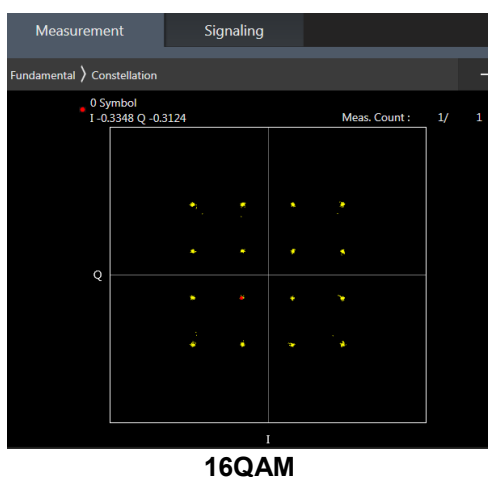 Measurement Signaling
Fundamental 〉 Constellation
0 Symbol
I -0.3348 Q -0.3124 Meas. Count : 1/ 1
Q
I
16QAM